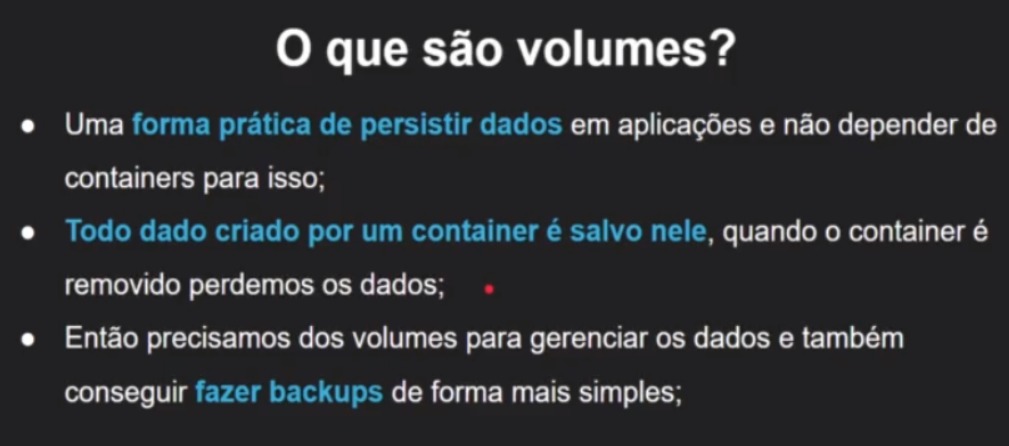 O que são volumes?
● Uma forma prática de persistir dados em aplicações e não depender de
containers para isso;
● Todo dado criado por um container é salvo nele, quando o container é
removido perdemos os dados;
● Então precisamos dos volumes para gerenciar os dados e também
conseguir fazer backups de forma mais simples;